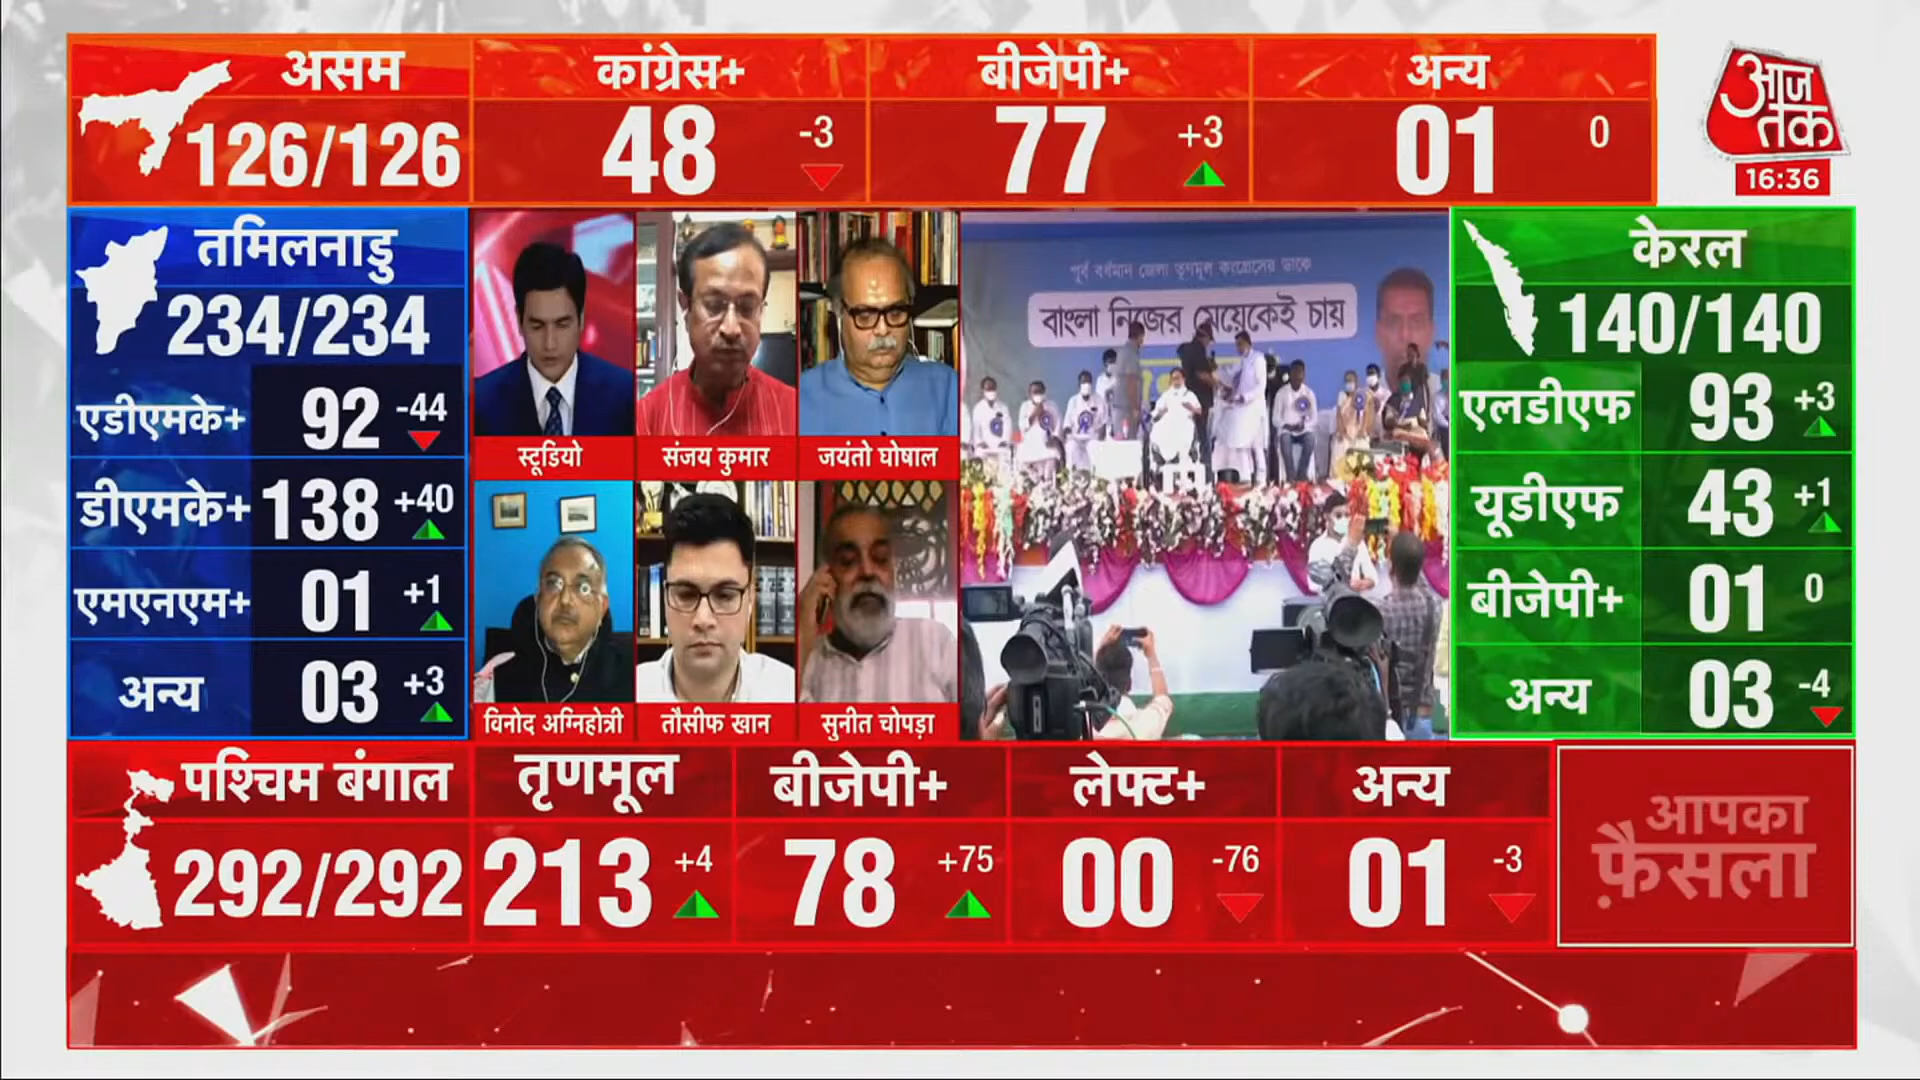 असम
126/126
कांग्रेस+
48 -3
बीजेपी+
77 +3
अन्य
01 0
आज तक
16:36
तमिलनाडु
234/234
एडीएमके+ 92 -44
डीएमके+ 138 +40
एमएनएम+ 01 +1
अन्य 03 +3
स्टूडियो
संजय कुमार
जयंतो घोषाल
विनोद अग्निहोत्री
तौसीफ खान
सुनीत चोपड़ा
পূর্ব বর্ধমান জেলা তৃণমূল কংগ্রেসের ডাকে
বাংলা নিজের মেয়েকেই চায়
केरल
140/140
एलडीएफ 93 +3
यूडीएफ 43 +1
बीजेपी+ 01 0
अन्य 03 -4
पश्चिम बंगाल
292/292
तृणमूल
213 +4
बीजेपी+
78 +75
लेफ्ट+
00 -76
अन्य
01 -3
आपका
फ़ैसला